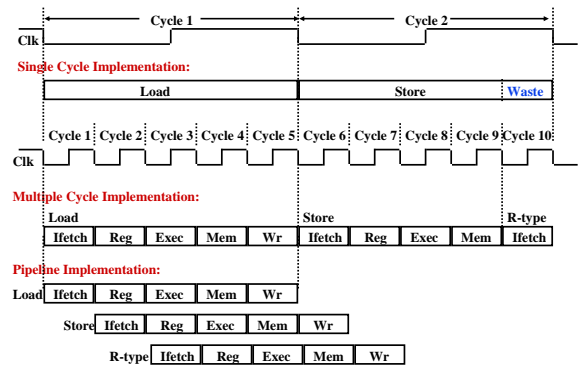 Cycle 1 Cycle 2
Clk
Single Cycle Implementation:
Load Store Waste
Cycle 1 Cycle 2 Cycle 3 Cycle 4 Cycle 5 Cycle 6 Cycle 7 Cycle 8 Cycle 9 Cycle 10
Clk
Multiple Cycle Implementation:
Load Store R-type
Ifetch Reg Exec Mem Wr Ifetch Reg Exec Mem Ifetch
Pipeline Implementation:
Load Ifetch Reg Exec Mem Wr
Store Ifetch Reg Exec Mem Wr
R-type Ifetch Reg Exec Mem Wr